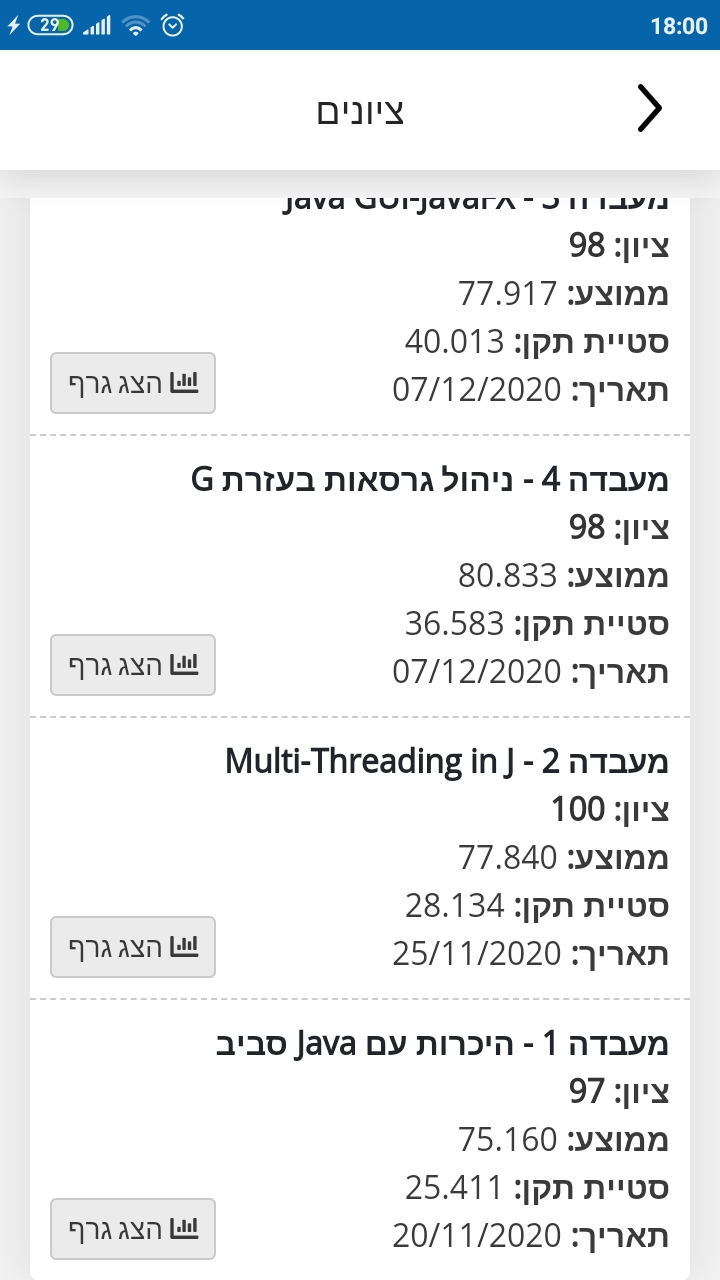 29
18:00
ציונים
מעבדה 3 - Java GUI-JavaFX
ציון: 98
ממוצע: 77.917
סטיית תקן: 40.013
תאריך: 07/12/2020
הצג גרף
מעבדה 4 - ניהול גרסאות בעזרת G
ציון: 98
ממוצע: 80.833
סטיית תקן: 36.583
תאריך: 07/12/2020
הצג גרף
מעבדה 2 - Multi-Threading in J
ציון: 100
ממוצע: 77.840
סטיית תקן: 28.134
תאריך: 25/11/2020
הצג גרף
מעבדה 1 - היכרות עם Java סביב
ציון: 97
ממוצע: 75.160
סטיית תקן: 25.411
תאריך: 20/11/2020
הצג גרף